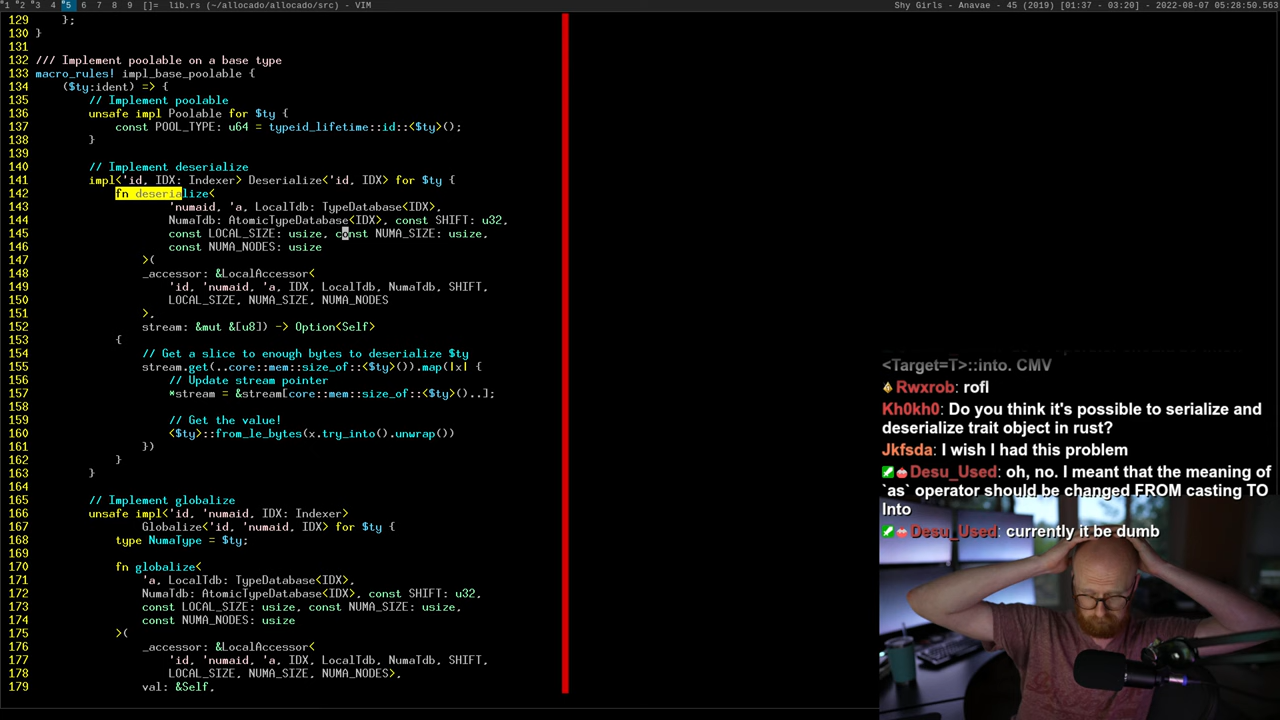 1 2 3 4 5 6 7 8 9 []= lib.rs (~/allocado/allocado/src) - VIM
Shy Girls - Anavae - 45 (2019) [01:37 - 03:20] - 2022-08-07 05:28:50.563
129 };
130 }
131
132 /// Implement poolable on a base type
133 macro_rules! impl_base_poolable {
134 ($ty:ident) => {
135 // Implement poolable
136 unsafe impl Poolable for $ty {
137 const POOL_TYPE: u64 = typeid_lifetime::id::<$ty>();
138 }
139
140 // Implement deserialize
141 impl<'id, IDX: Indexer> Deserialize<'id, IDX> for $ty {
142 fn deserialize<
143 'numaid, 'a, LocalTdb: TypeDatabase<IDX>,
144 NumaTdb: AtomicTypeDatabase<IDX>, const SHIFT: u32,
145 const LOCAL_SIZE: usize, const NUMA_SIZE: usize,
146 const NUMA_NODES: usize
147 >(
148 _accessor: &LocalAccessor<
149 'id, 'numaid, 'a, IDX, LocalTdb, NumaTdb, SHIFT,
150 LOCAL_SIZE, NUMA_SIZE, NUMA_NODES
151 >,
152 stream: &mut &[u8]) -> Option<Self>
153 {
154 // Get a slice to enough bytes to deserialize $ty
155 stream.get(..core::mem::size_of::<$ty>()).map(|x| {
156 // Update stream pointer
157 *stream = &stream[core::mem::size_of::<$ty>()..];
158
159 // Get the value!
160 <$ty>::from_le_bytes(x.try_into().unwrap())
161 })
162 }
163 }
164
165 // Implement globalize
166 unsafe impl<'id, 'numaid, IDX: Indexer>
167 Globalize<'id, 'numaid, IDX> for $ty {
168 type NumaType = $ty;
169
170 fn globalize<
171 'a, LocalTdb: TypeDatabase<IDX>,
172 NumaTdb: AtomicTypeDatabase<IDX>, const SHIFT: u32,
173 const LOCAL_SIZE: usize, const NUMA_SIZE: usize,
174 const NUMA_NODES: usize
175 >(
176 _accessor: &LocalAccessor<
177 'id, 'numaid, 'a, IDX, LocalTdb, NumaTdb, SHIFT,
178 LOCAL_SIZE, NUMA_SIZE, NUMA_NODES>,
179 val: &Self,
<Target=T>::into. CMV
Rwxrob: rofl
Kh0kh0: Do you think it's possible to serialize and
deserialize trait object in rust?
Jkfsda: I wish I had this problem
Desu_Used: oh, no. I meant that the meaning of
`as` operator should be changed FROM casting TO
Into
Desu_Used: currently it be dumb